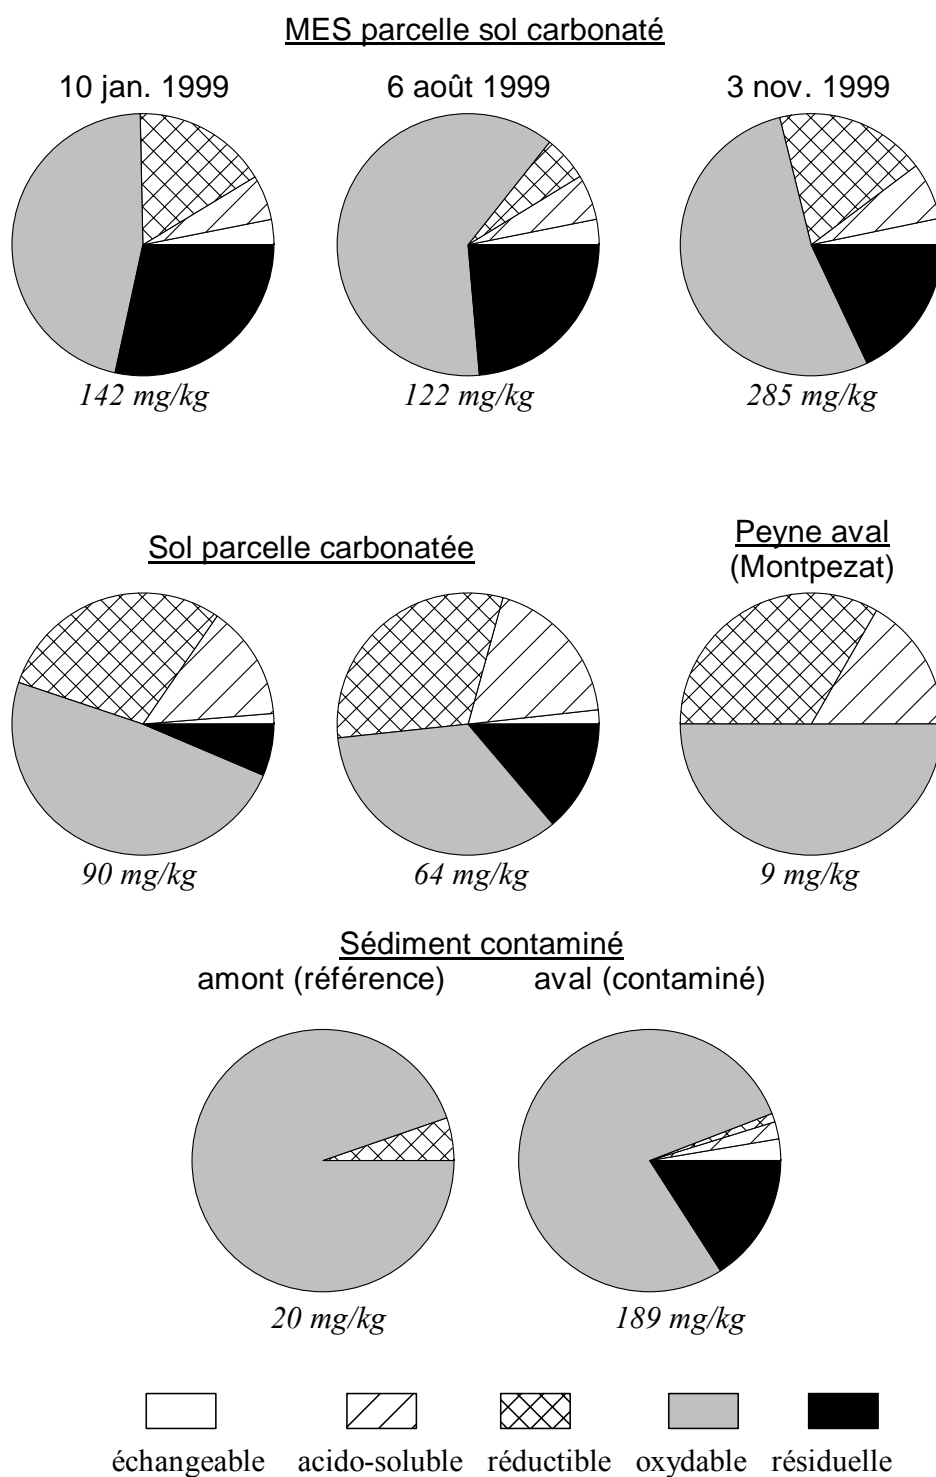 MES parcelle sol carbonaté
10 jan. 1999
6 août 1999
3 nov. 1999
142 mg/kg
122 mg/kg
285 mg/kg
Sol parcelle carbonatée
Peyne aval
(Montpezat)
90 mg/kg
64 mg/kg
9 mg/kg
Sédiment contaminé
amont (référence)
aval (contaminé)
20 mg/kg
189 mg/kg
échangeable
acido-soluble
réductible
oxydable
résiduelle